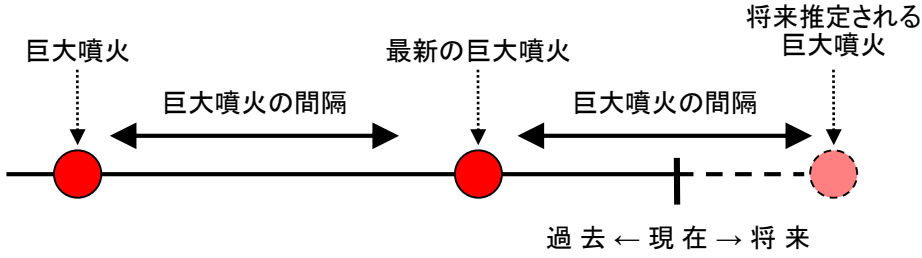 将来推定される
巨大噴火
巨大噴火
最新の巨大噴火
巨大噴火の間隔
巨大噴火の間隔
過 去 ← 現 在 → 将 来